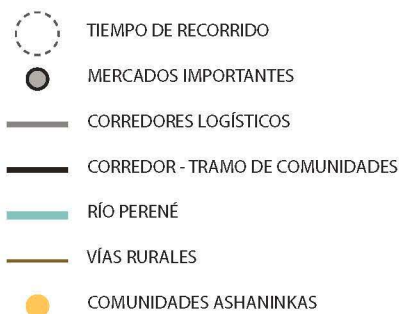 TIEMPO DE RECORRIDO
MERCADOS IMPORTANTES
CORREDORES LOGÍSTICOS
CORREDOR - TRAMO DE COMUNIDADES
RÍO PERENÉ
VÍAS RURALES
COMUNIDADES ASHANINKAS